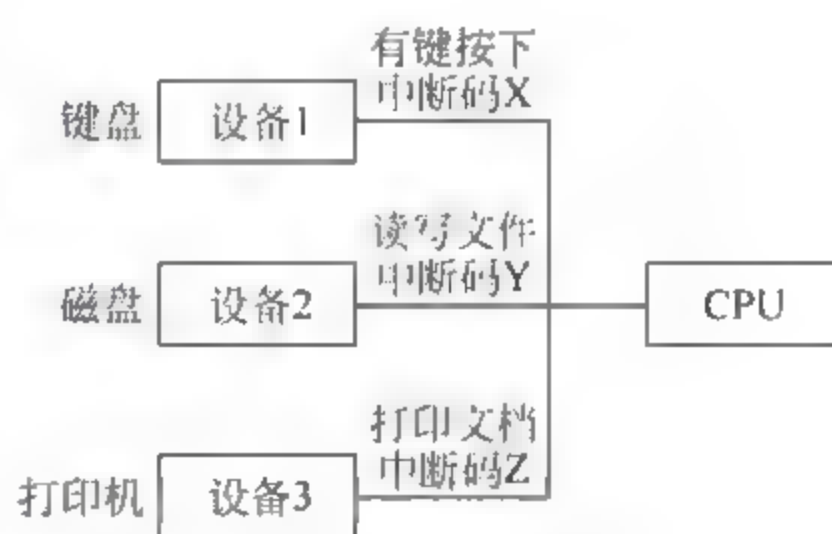 有键按下
中断码X
键盘
设备1
读写文件
中断码Y
磁盘
设备2
CPU
打印文档
中断码Z
打印机
设备3